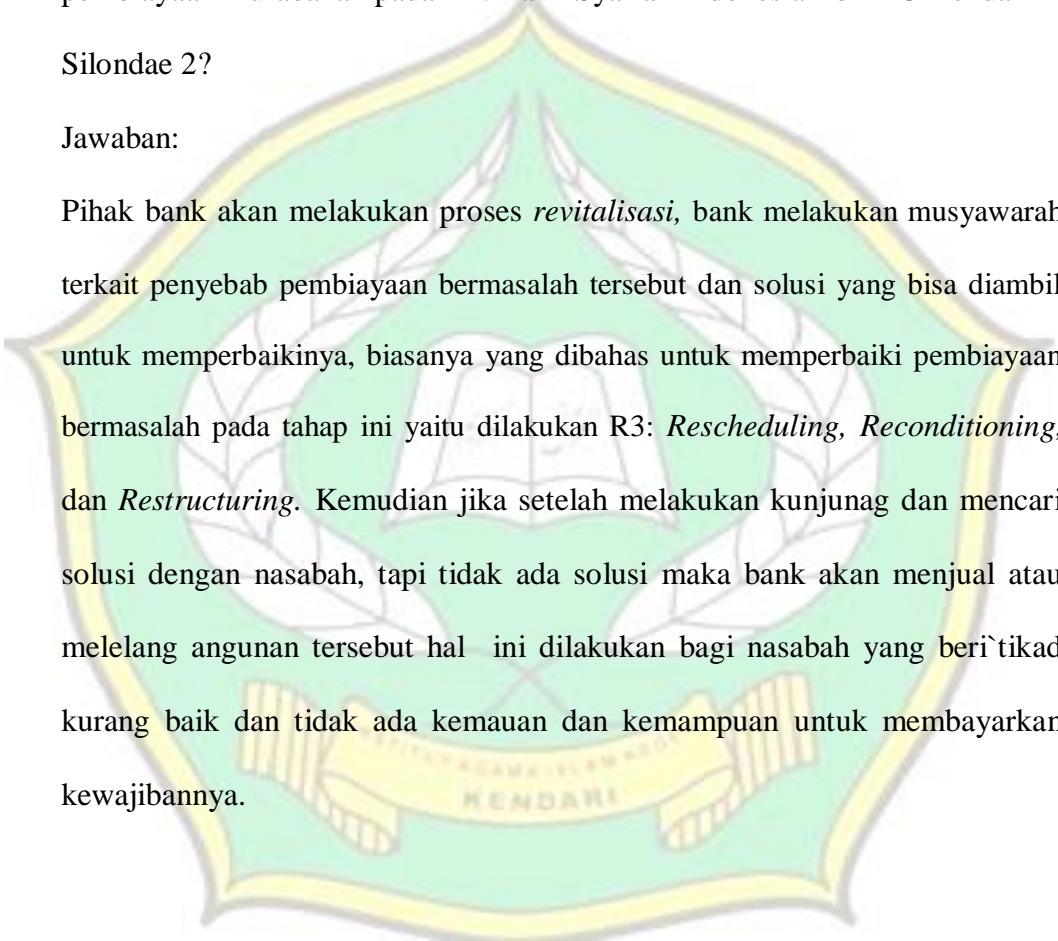 Silondae 2?
Jawaban:
Pihak bank akan melakukan proses revitalisasi, bank melakukan musyawarah
terkait penyebab pembiayaan bermasalah tersebut dan solusi yang bisa diambil
untuk memperbaikinya, biasanya yang dibahas untuk memperbaiki pembiayaan
bermasalah pada tahap ini yaitu dilakukan R3: Rescheduling, Reconditioning,
dan Restructuring. Kemudian jika setelah melakukan kunjunag dan mencari
solusi dengan nasabah, tapi tidak ada solusi maka bank akan menjual atau
melelang angunan tersebut hal ini dilakukan bagi nasabah yang beri`tikad
kurang baik dan tidak ada kemauan dan kemampuan untuk membayarkan
kewajibannya.
KENDARI